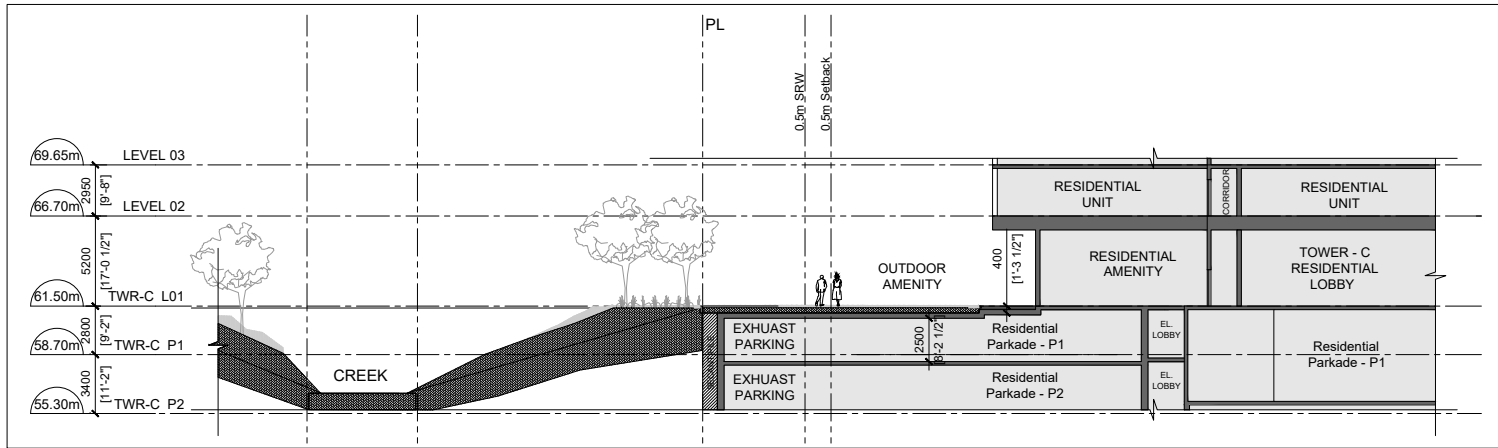 PL
0.5m SRW
0.5m Setback
69.65m
LEVEL 03
2950
[9'-8"]
66.70m
LEVEL 02
5200
[17'-0 1/2"]
61.50m
TWR-C L01
2800
[9'-2"]
58.70m
TWR-C P1
3400
[11'-2"]
55.30m
TWR-C P2
CREEK
OUTDOOR
AMENITY
400
[1'-3 1/2"]
RESIDENTIAL
UNIT
CORRIDOR
RESIDENTIAL
UNIT
RESIDENTIAL
AMENITY
TOWER - C
RESIDENTIAL
LOBBY
EXHUAST
PARKING
2500
[8'-2 1/2"]
Residential
Parkade - P1
EL.
LOBBY
Residential
Parkade - P1
EXHUAST
PARKING
Residential
Parkade - P2
EL.
LOBBY